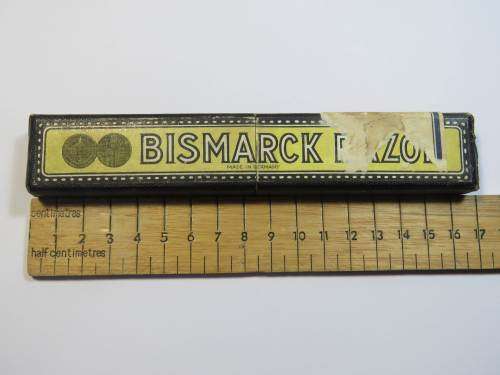 BISMARCK RAZOR
MADE IN GERMANY
centimetres
1 2 3 4 5 6 7 8 9 10 11 12 13 14 15 16 17
half centimetres